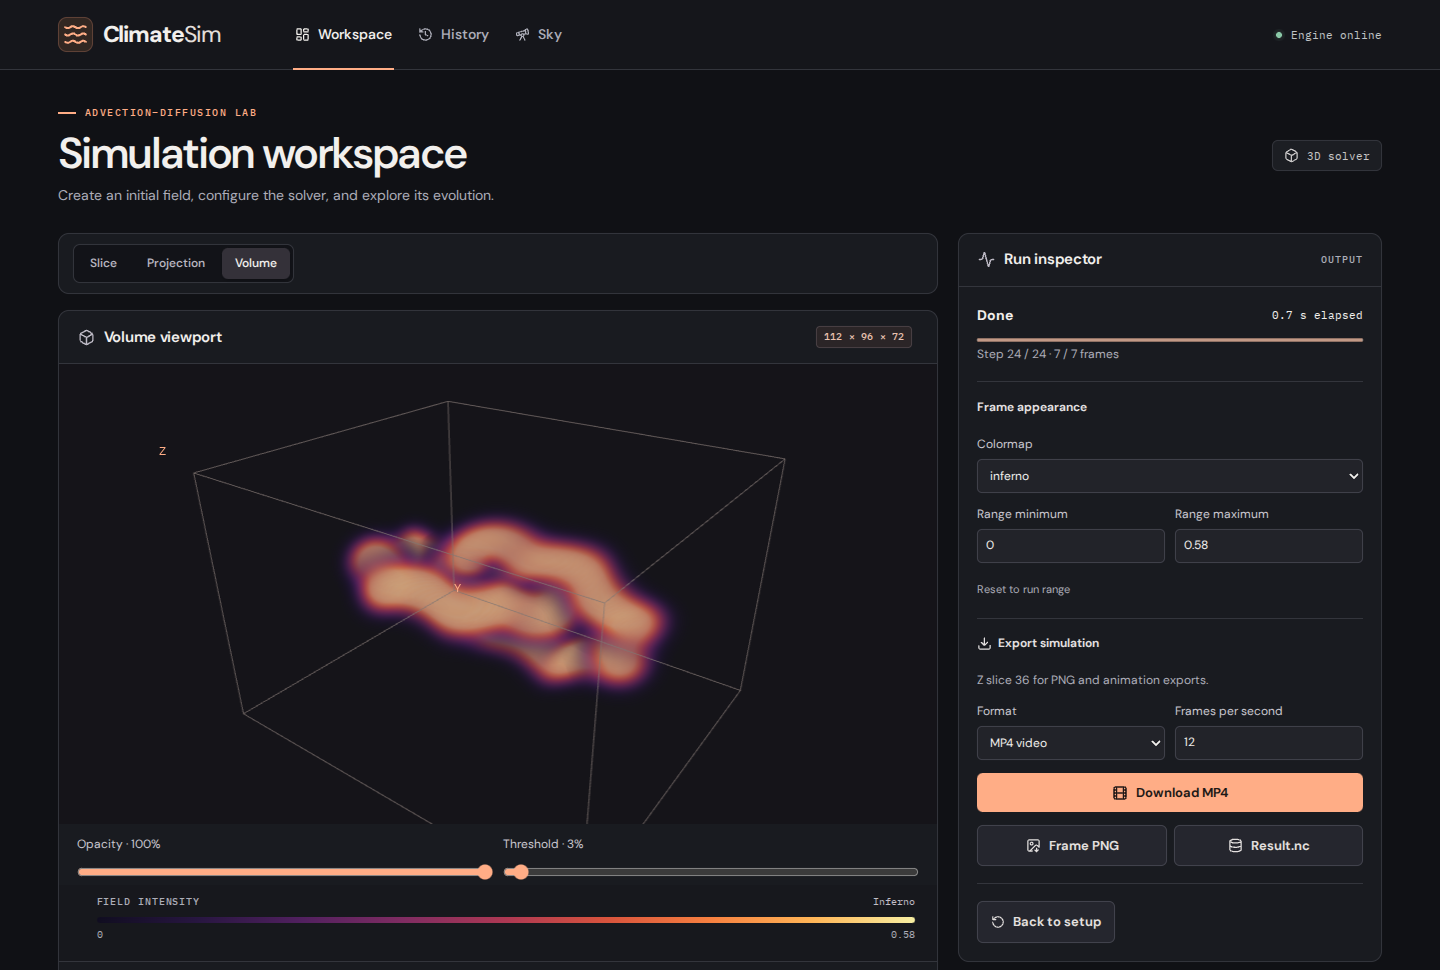 ClimateSim
Workspace
History
Sky
Engine online
ADVECTION–DIFFUSION LAB
Simulation workspace
Create an initial field, configure the solver, and explore its evolution.
3D solver
Slice
Projection
Volume
Volume viewport
112 × 96 × 72
Z
Y
Opacity · 100%
Threshold · 3%
FIELD INTENSITY
Inferno
0
0.58
Run inspector
OUTPUT
Done
0.7 s elapsed
Step 24 / 24 · 7 / 7 frames
Frame appearance
Colormap
inferno
Range minimum
Range maximum
0
0.58
Reset to run range
Export simulation
Z slice 36 for PNG and animation exports.
Format
Frames per second
MP4 video
12
Download MP4
Frame PNG
Result.nc
Back to setup